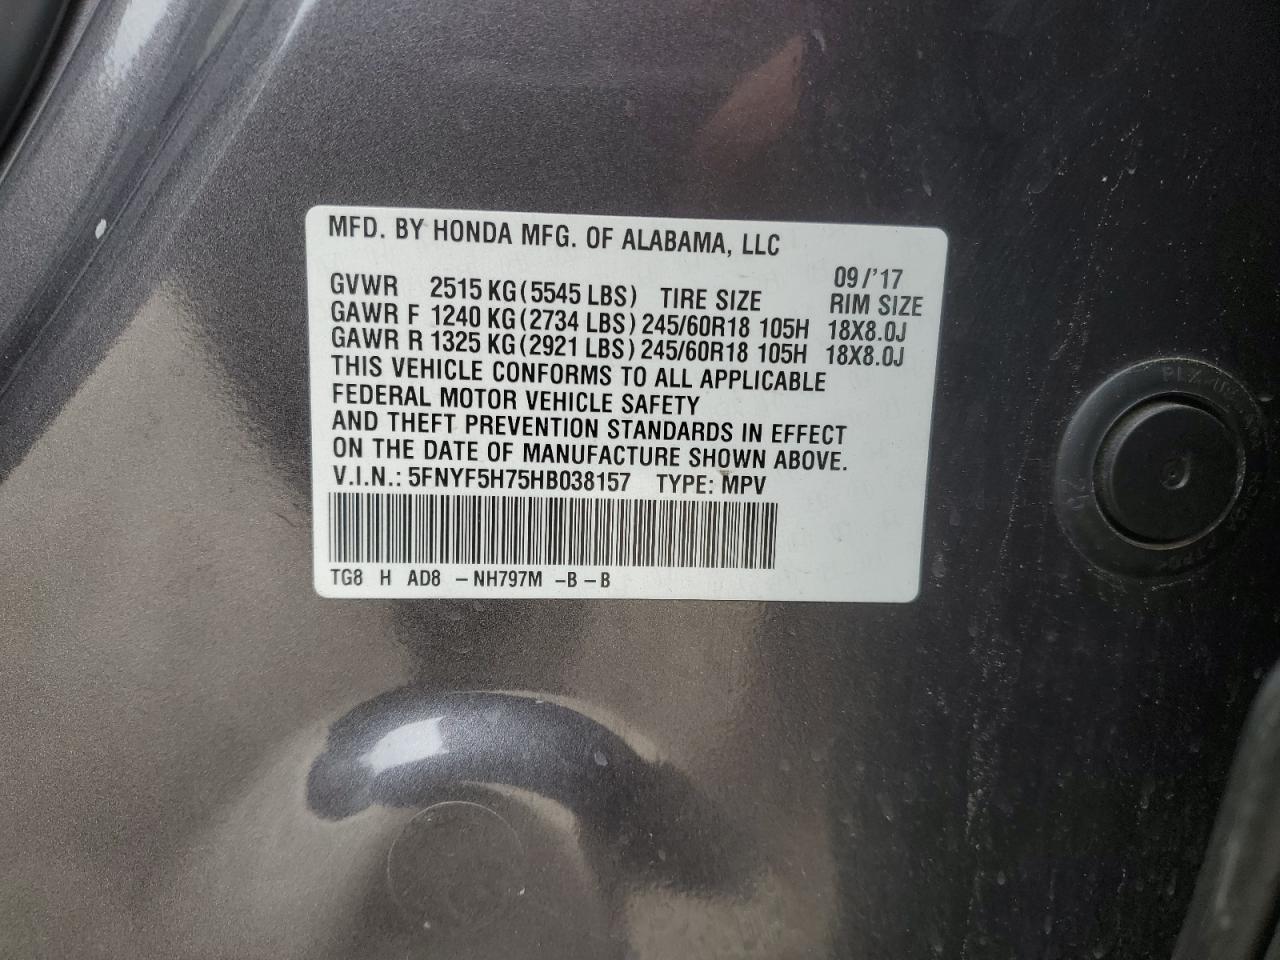 MFD. BY HONDA MFG. OF ALABAMA, LLC
09/'17
GVWR 2515 KG(5545 LBS) TIRE SIZE RIM SIZE
GAWR F 1240 KG(2734 LBS) 245/60R18 105H 18X8.0J
GAWR R 1325 KG(2921 LBS) 245/60R18 105H 18X8.0J
THIS VEHICLE CONFORMS TO ALL APPLICABLE
FEDERAL MOTOR VEHICLE SAFETY
AND THEFT PREVENTION STANDARDS IN EFFECT
ON THE DATE OF MANUFACTURE SHOWN ABOVE.
V.I.N.: 5FNYF5H75HB038157 TYPE: MPV
TG8 H AD8 -NH797M -B-B